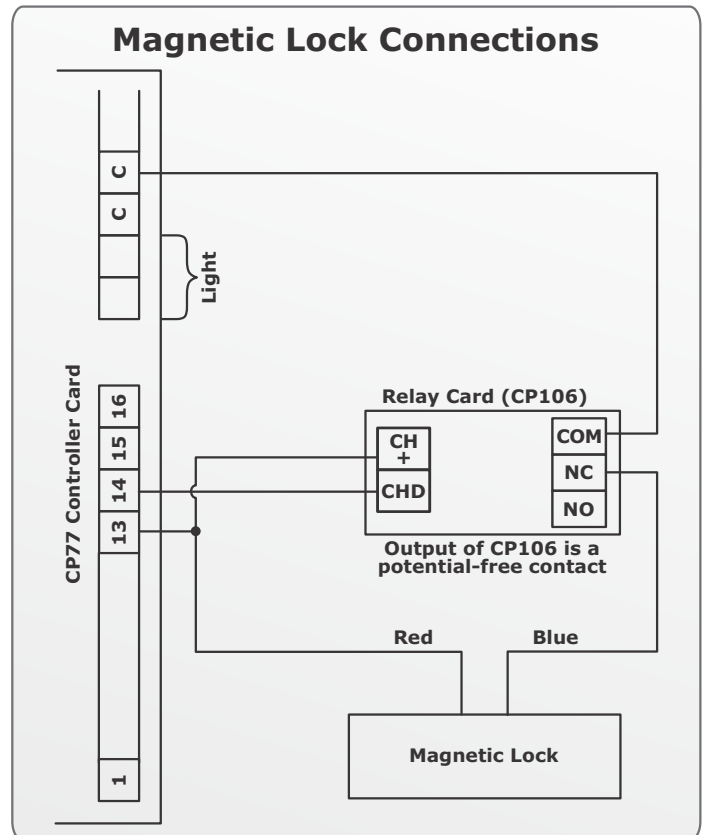 Magnetic Lock Connections
C
C
Light
CP77 Controller Card
16
15
14
13
1
Relay Card (CP106)
CH
+
CHD
COM
NC
NO
Output of CP106 is a
potential-free contact
Red
Blue
Magnetic Lock